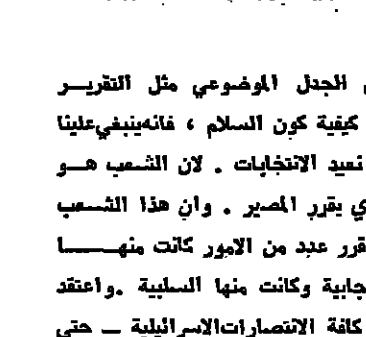 الجدل الموضوعي مثل التقريــر
كيفية كون السلام ، فانهينبغيعلينا
نعيد الانتخابات . لان الشعب هــو
ي يقرر المصير . وان هذا الشــعب
قرر عدد من الامور كانت منهــــا
جابية وكانت منها السلبية .واعتقد
كافة الانتصاراتالاسرائيلية ــ حتى